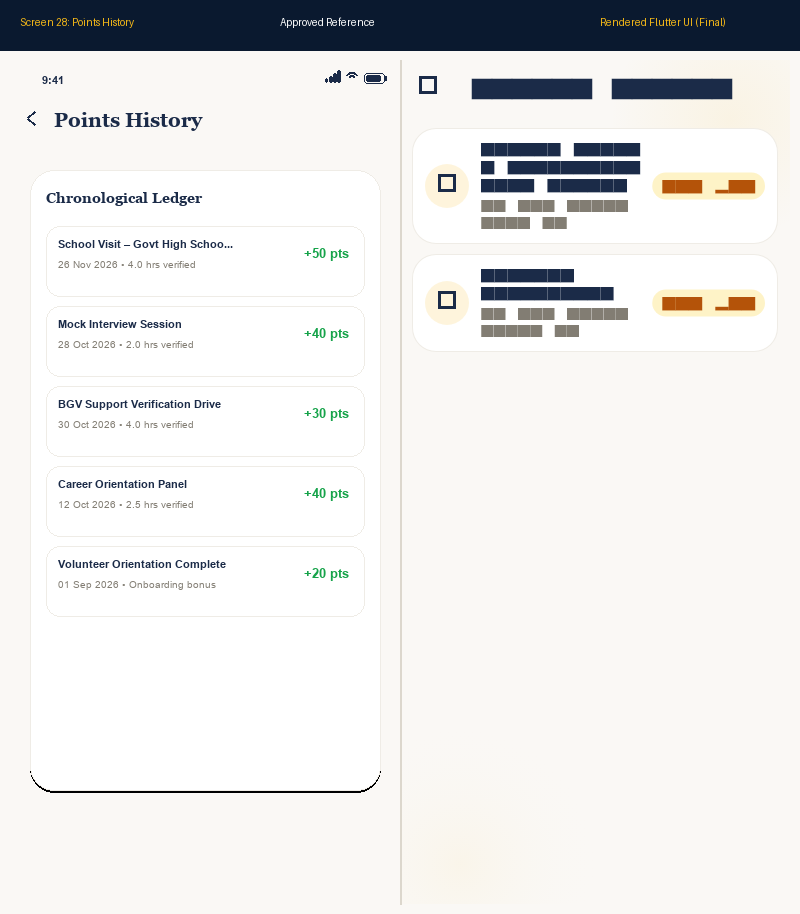 Screen 28: Points History
Approved Reference
Rendered Flutter UI (Final)
9:41
Points History
Chronological Ledger
School Visit – Govt High Schoo...
+50 pts
26 Nov 2026 • 4.0 hrs verified
Mock Interview Session
+40 pts
28 Oct 2026 • 2.0 hrs verified
BGV Support Verification Drive
+30 pts
30 Oct 2026 • 4.0 hrs verified
Career Orientation Panel
+40 pts
12 Oct 2026 • 2.5 hrs verified
Volunteer Orientation Complete
+20 pts
01 Sep 2026 • Onboarding bonus